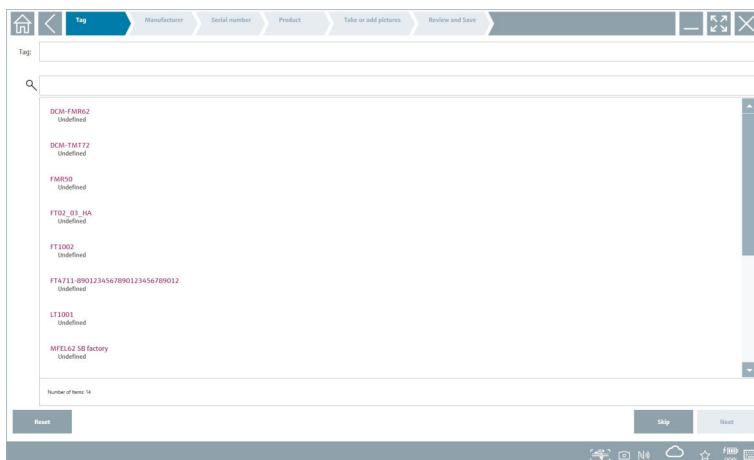 Tag
Manufacturer
Serial number
Product
Take or add pictures
Review and Save
Tag:
DCM-FMR62
Undefined
DCM-TMT72
Undefined
FMR50
Undefined
FT02_03_HA
Undefined
FT1002
Undefined
FT4711-8901234567890123456789012
Undefined
LT1001
Undefined
MFEL62 SB factory
Undefined
Number of Items: 14
Reset
Skip
Next